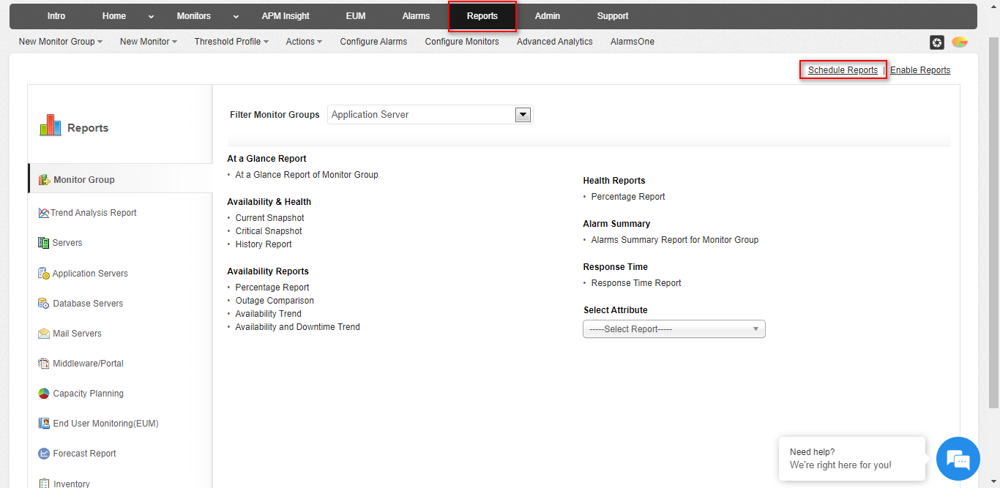 Intro Home Monitors APM Insight EUM Alarms Reports Admin Support
New Monitor Group New Monitor Threshold Profile Actions Configure Alarms Configure Monitors Advanced Analytics AlarmsOne
Schedule Reports | Enable Reports
Reports
Monitor Group
Trend Analysis Report
Servers
Application Servers
Database Servers
Mail Servers
Middleware/Portal
Capacity Planning
End User Monitoring(EUM)
Forecast Report
Inventory
Filter Monitor Groups Application Server
At a Glance Report
• At a Glance Report of Monitor Group
Availability & Health
• Current Snapshot
• Critical Snapshot
• History Report
Availability Reports
• Percentage Report
• Outage Comparison
• Availability Trend
• Availability and Downtime Trend
Health Reports
• Percentage Report
Alarm Summary
• Alarms Summary Report for Monitor Group
Response Time
• Response Time Report
Select Attribute
-----Select Report-----
Need help?
We're right here for you!